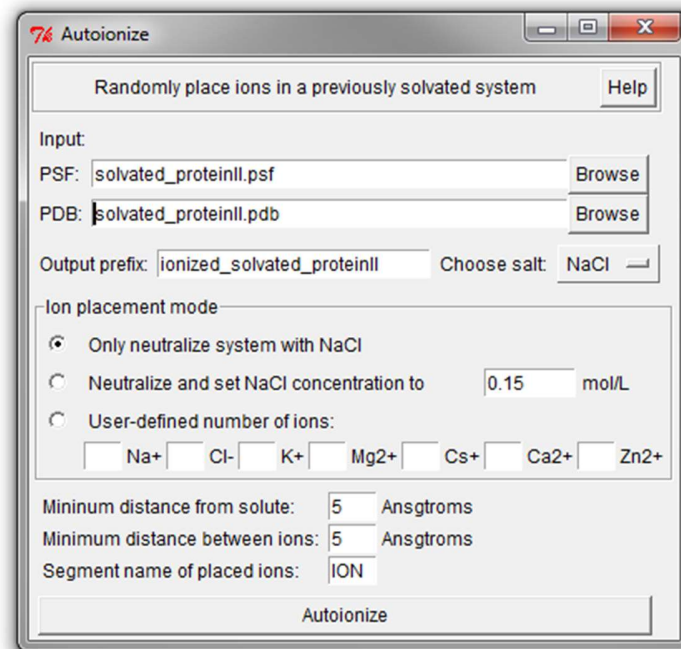 Autoionize
Randomly place ions in a previously solvated system Help
Input:
PSF: solvated_proteinII.psf Browse
PDB: solvated_proteinII.pdb Browse
Output prefix: ionized_solvated_proteinII Choose salt: NaCl
Ion placement mode
Only neutralize system with NaCl
Neutralize and set NaCl concentration to 0.15 mol/L
User-defined number of ions:
Na+ Cl- K+ Mg2+ Cs+ Ca2+ Zn2+
Mininum distance from solute: 5 Ansgtroms
Minimum distance between ions: 5 Ansgtroms
Segment name of placed ions: ION
Autoionize